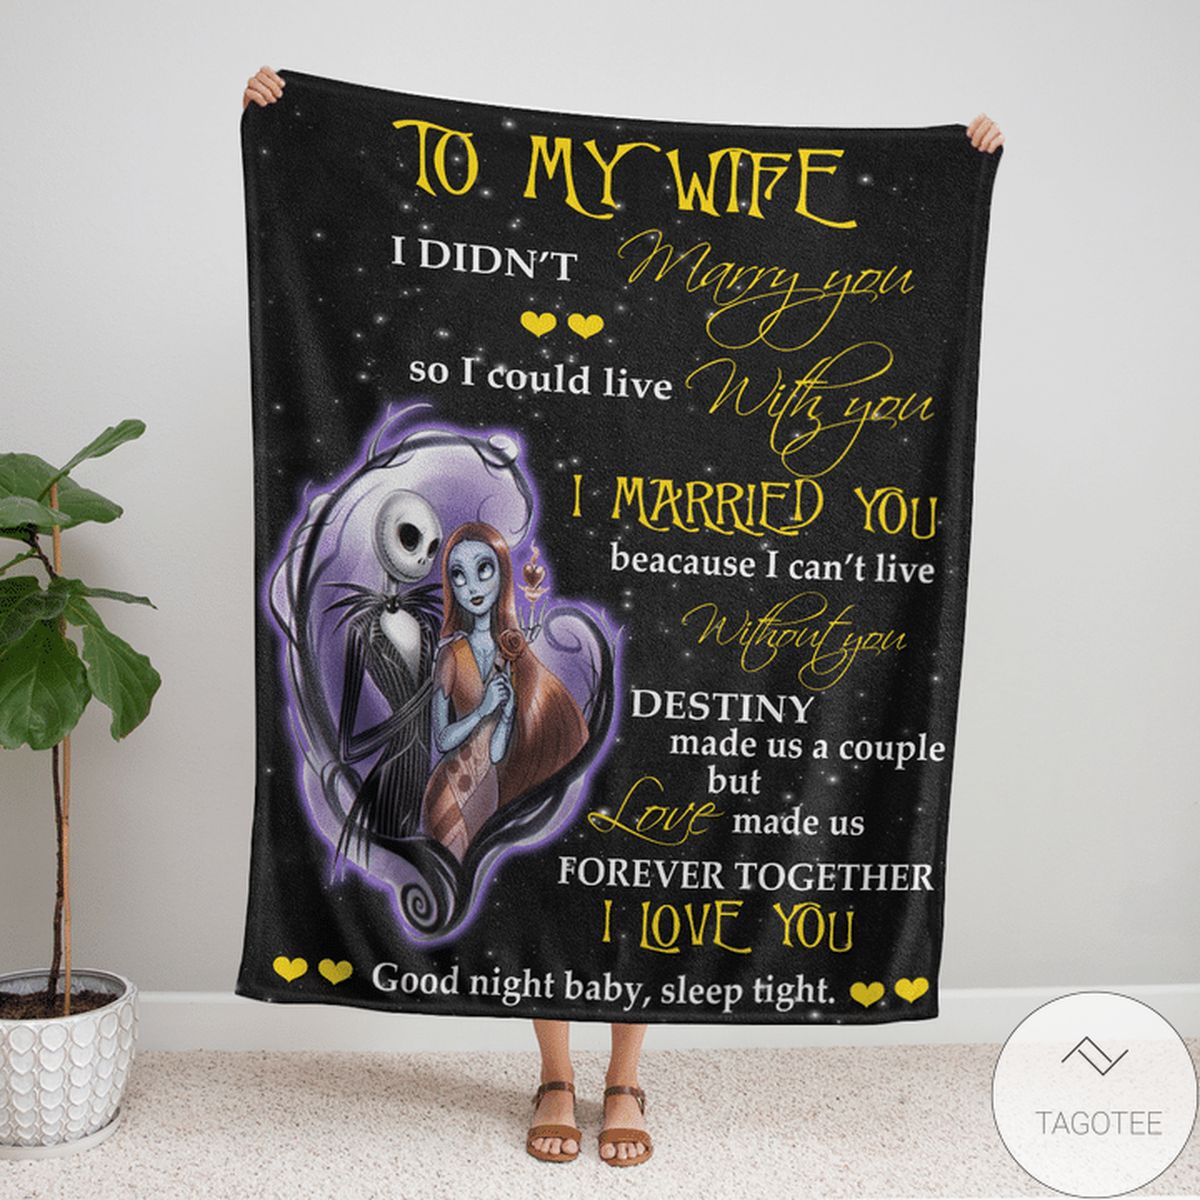 TO MY WIFE
I DIDN'T Marry you
so I could live With you
I MARRIED YOU
beacause I can't live
Without you
DESTINY
made us a couple
but
Love made us
FOREVER TOGETHER
I LOVE YOU
Good night baby, sleep tight.
TAGOTEE